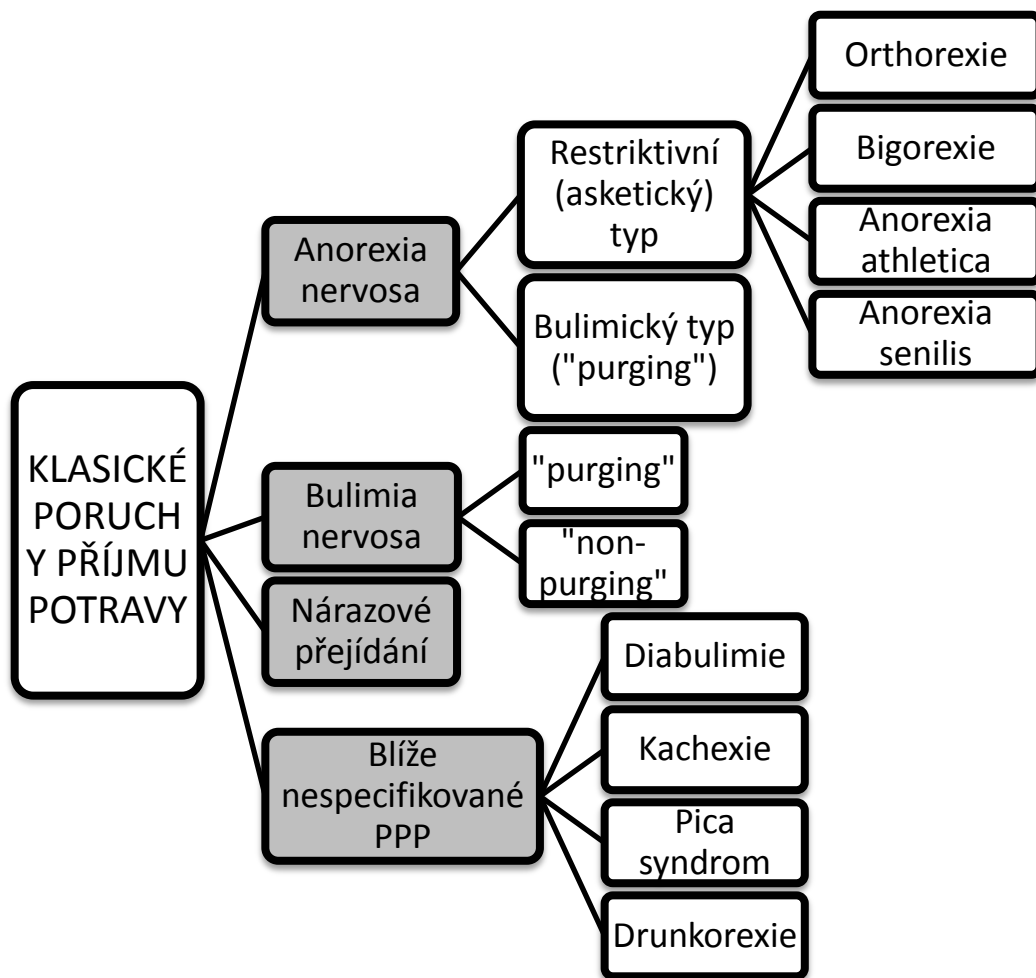 KLASICKÉ
PORUCH
Y PŘÍJMU
POTRAVY
Anorexia
nervosa
Restriktivní
(asketický)
typ
Orthorexie
Bigorexie
Anorexia
athletica
Anorexia
senilis
Bulimický typ
("purging")
Bulimia
nervosa
"purging"
"non-
purging"
Nárazové
přejídání
Blíže
nespecifikované
PPP
Diabulimie
Kachexie
Pica
syndrom
Drunkorexie